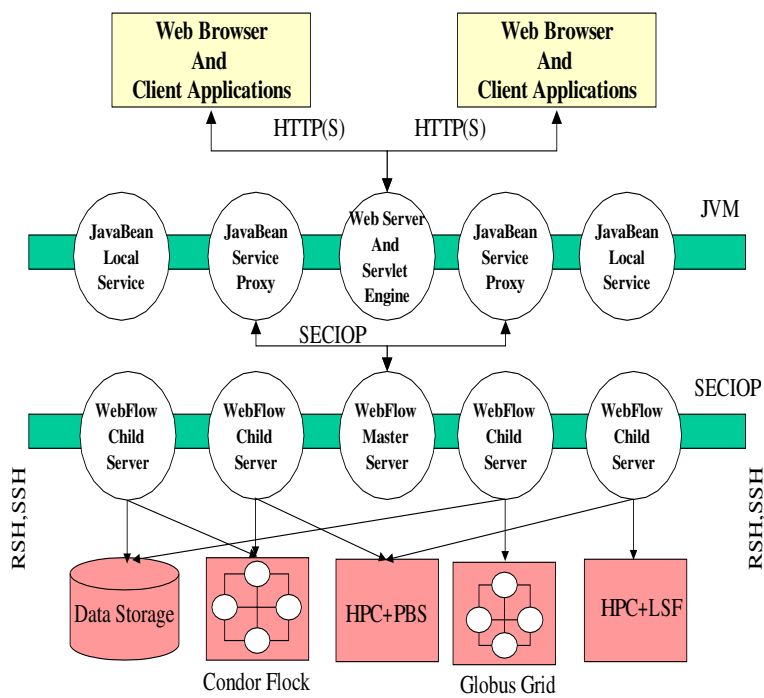 Web Browser
And
Client Applications
Web Browser
And
Client Applications
HTTP(S)
HTTP(S)
JVM
JavaBean
Local
Service
JavaBean
Service
Proxy
Web Server
And
Servlet
Engine
JavaBean
Service
Proxy
JavaBean
Local
Service
SECIOP
SECIOP
WebFlow
Child
Server
WebFlow
Child
Server
WebFlow
Master
Server
WebFlow
Child
Server
WebFlow
Child
Server
RSH,SSH
RSH,SSH
Data Storage
HPC+PBS
HPC+LSF
Condor Flock
Globus Grid